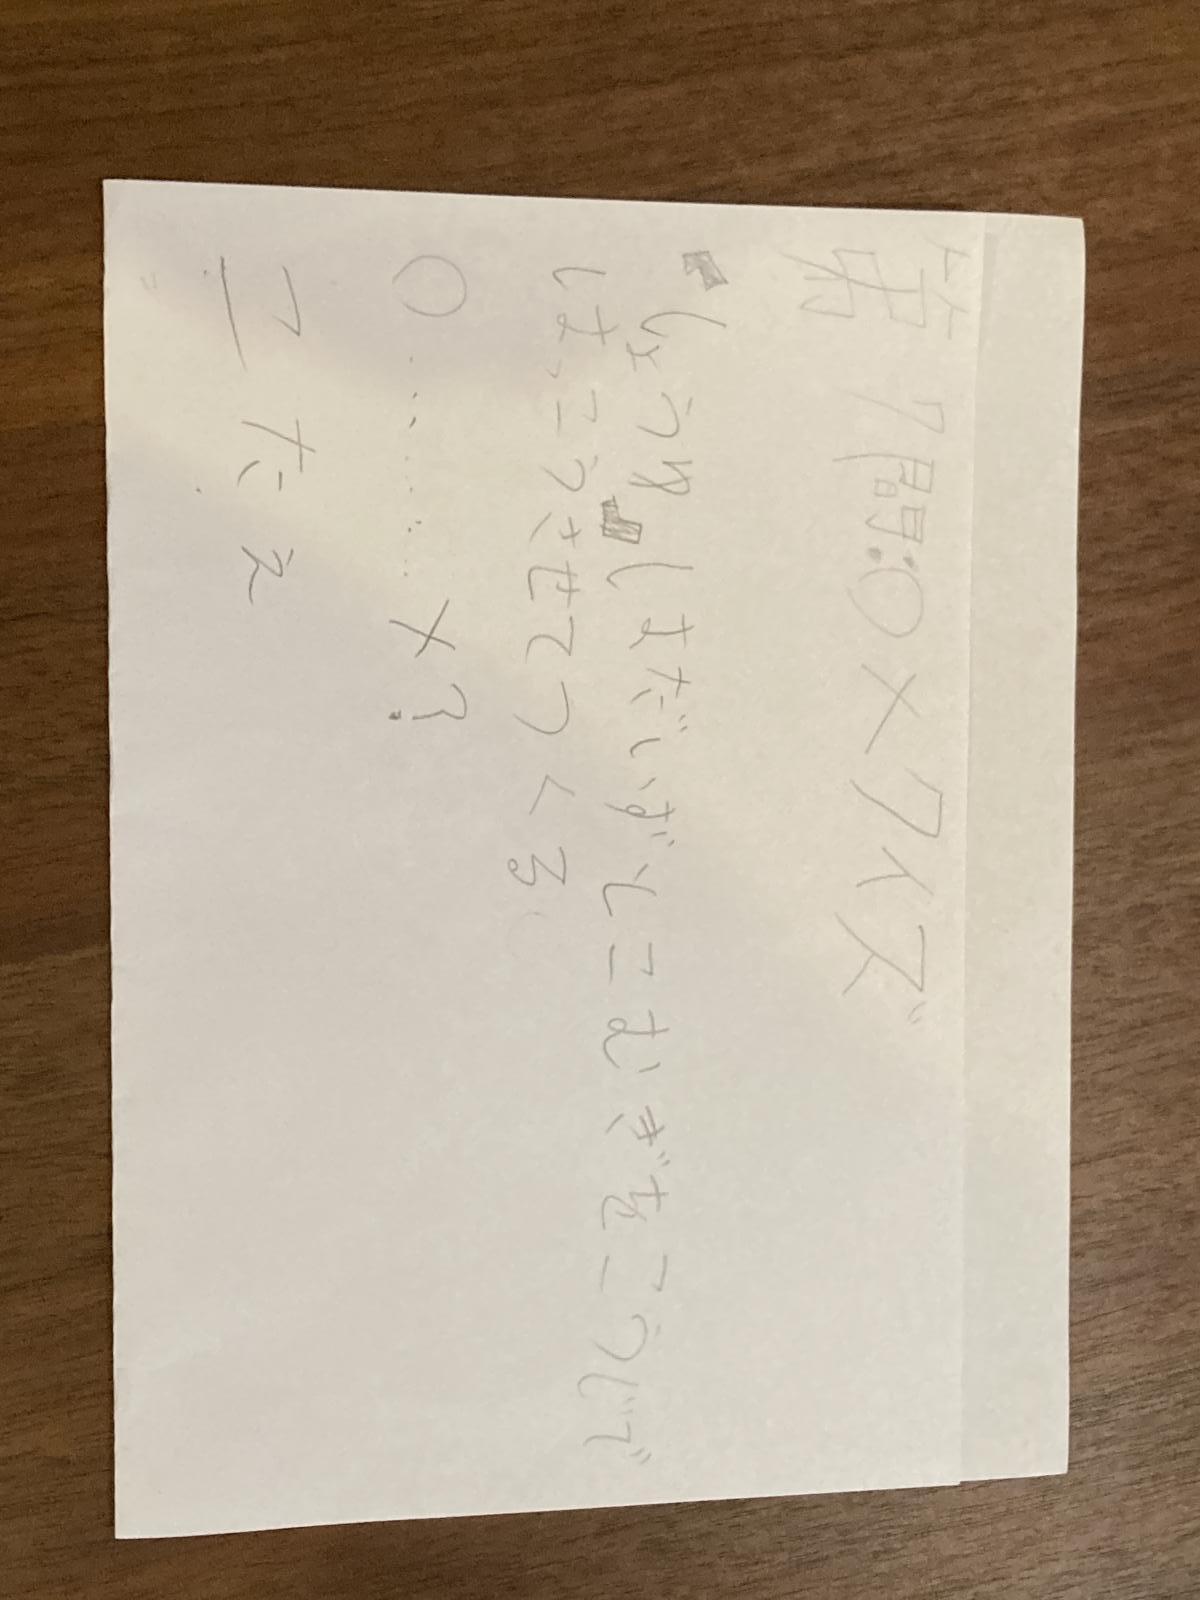 第7問:○×クイズ
しょうゆはだいずとこむぎをこうじで
はっこうさせてつくる。
○………×?
こたえ